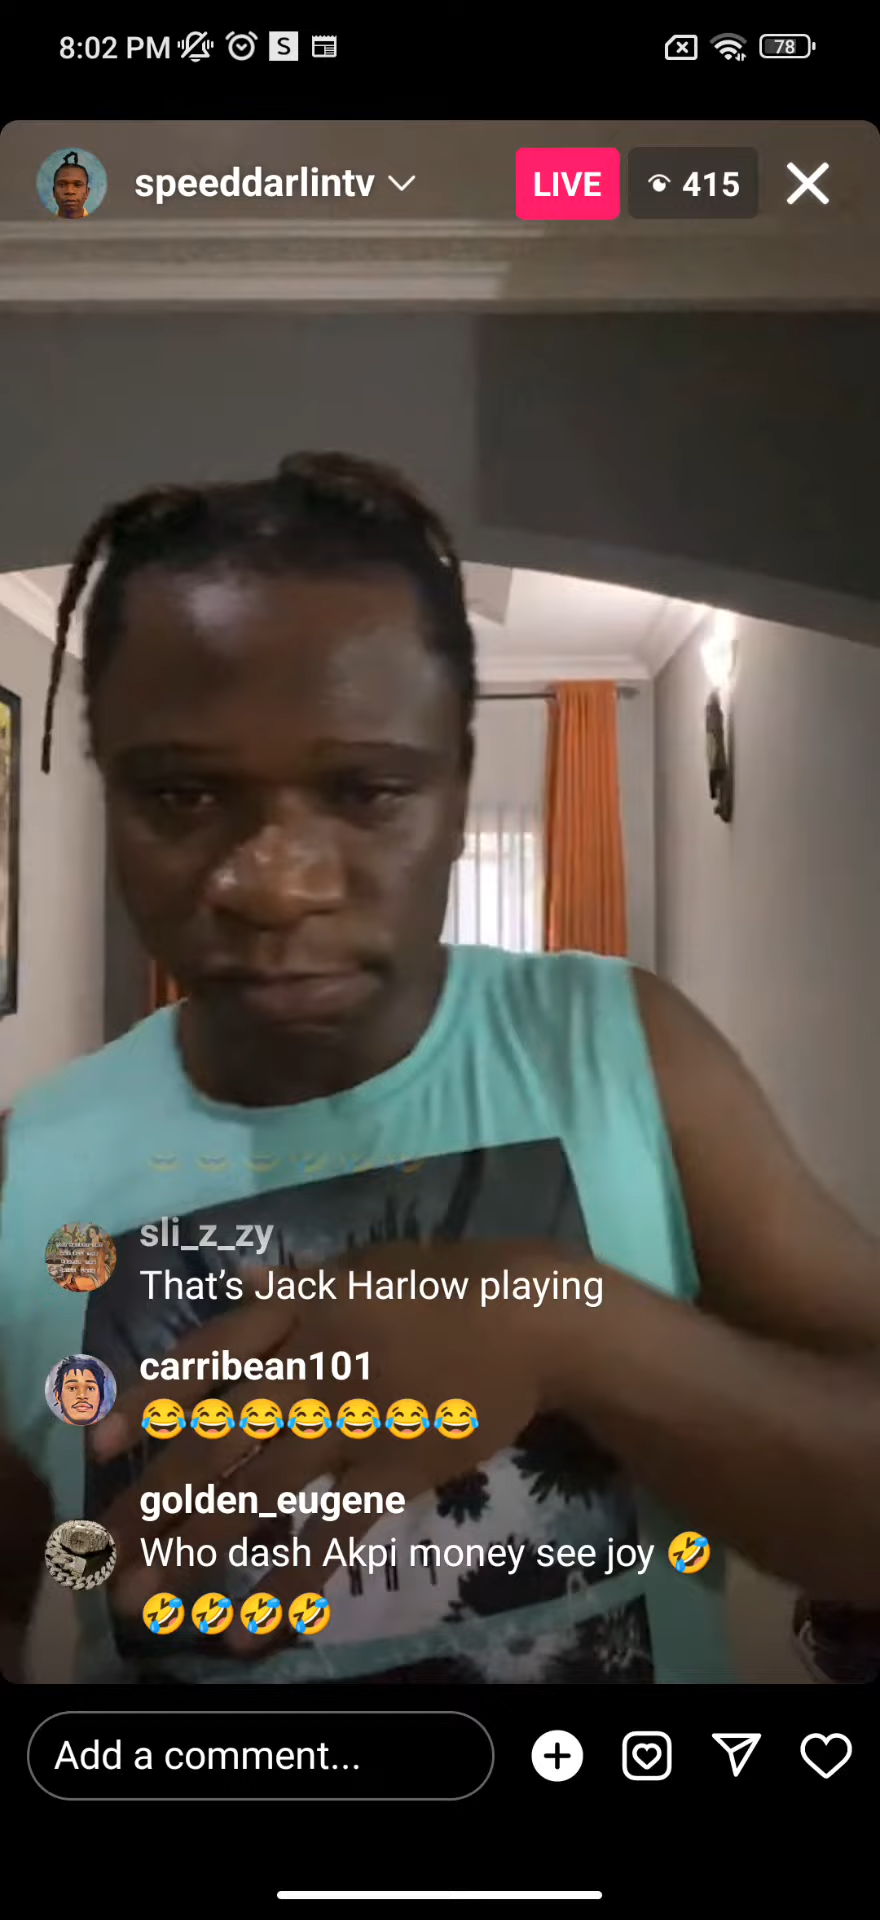 8:02 PM
S
78
speeddarlintv
LIVE
415
sli_z_zy
That’s Jack Harlow playing
carribean101
😂😂😂😂😂😂😂
golden_eugene
Who dash Akpi money see joy 🤣
🤣🤣🤣🤣
Add a comment...